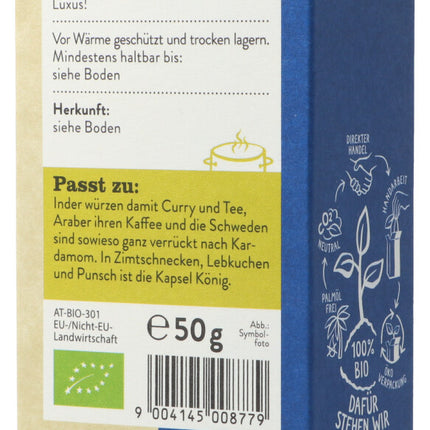 Luxus!
Vor Wärme geschützt und trocken lagern.
Mindestens haltbar bis:
siehe Boden
Herkunft:
siehe Boden
Passt zu:
Inder würzen damit Curry und Tee,
Araber ihren Kaffee und die Schweden
sind sowieso ganz verrückt nach Kar-
damom. In Zimtschnecken, Lebkuchen
und Punsch ist die Kapsel König.
AT-BIO-301
EU-/Nicht-EU-
Landwirtschaft
℮ 50 g
Abb.:
Symbol-
foto
9 004145 008779
DIREKTER
HANDEL
HANDARBEIT
CO2
NEUTRAL
PALMÖL
FREI
100%
BIO
ÖKO
VERPACKUNG
DAFÜR
STEHEN WIR